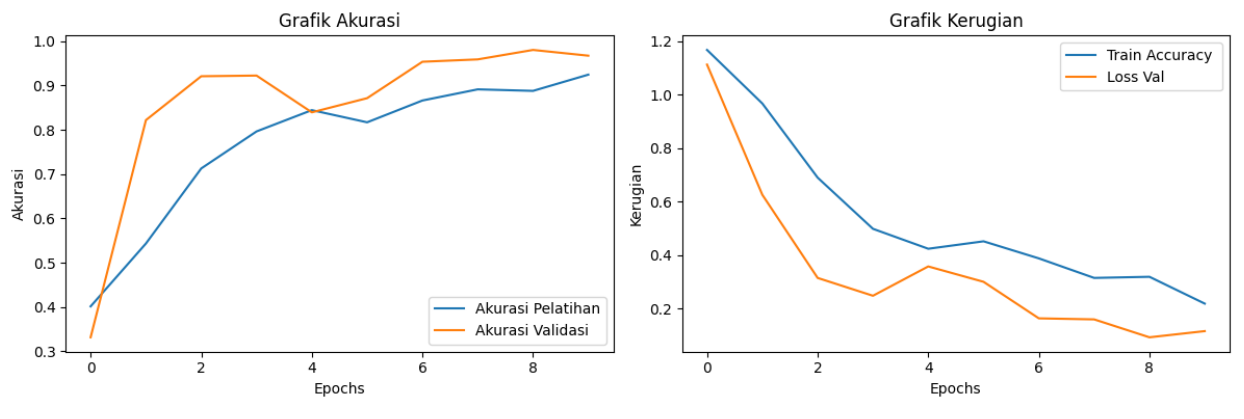 Grafik Akurasi
1.0
0.9
0.8
0.7
0.6
0.5
0.4
0.3
Akurasi
Akurasi Pelatihan
Akurasi Validasi
0 2 4 6 8
Epochs
Grafik Kerugian
1.2
1.0
0.8
0.6
0.4
0.2
Kerugian
Train Accuracy
Loss Val
0 2 4 6 8
Epochs